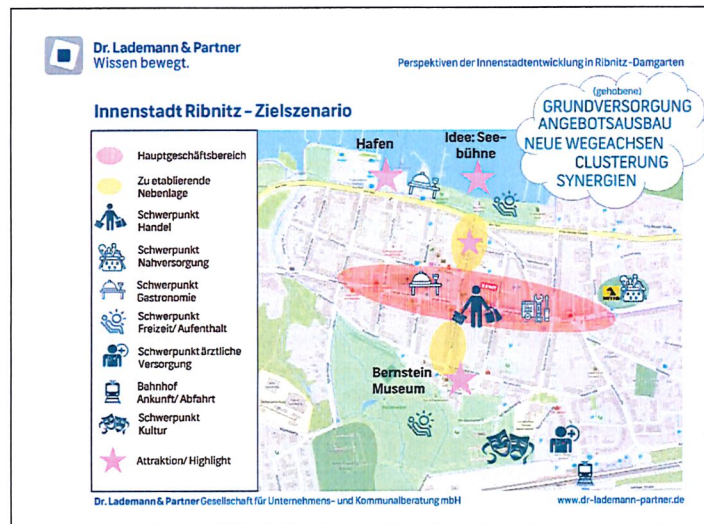 Dr. Lademann & Partner
Wissen bewegt.
Perspektiven der Innenstadtentwicklung in Ribnitz-Damgarten
Innenstadt Ribnitz – Zielszenario
(gehobene)
GRUNDVERSORGUNG
ANGEBOTSAUSBAU
NEUE WEGEACHSEN
CLUSTERUNG
SYNERGIEN
Hauptgeschäftsbereich
Zu etablierende
Nebenlage
Schwerpunkt
Handel
Schwerpunkt
Nahversorgung
Schwerpunkt
Gastronomie
Schwerpunkt
Freizeit/Aufenthalt
Schwerpunkt ärztliche
Versorgung
Bahnhof
Ankunft/Abfahrt
Schwerpunkt
Kultur
Attraktion/Highlight
Hafen
Idee: See-
bühne
Bernstein
Museum
Dr. Lademann & Partner Gesellschaft für Unternehmens- und Kommunalberatung mbH
www.dr-lademann-partner.de